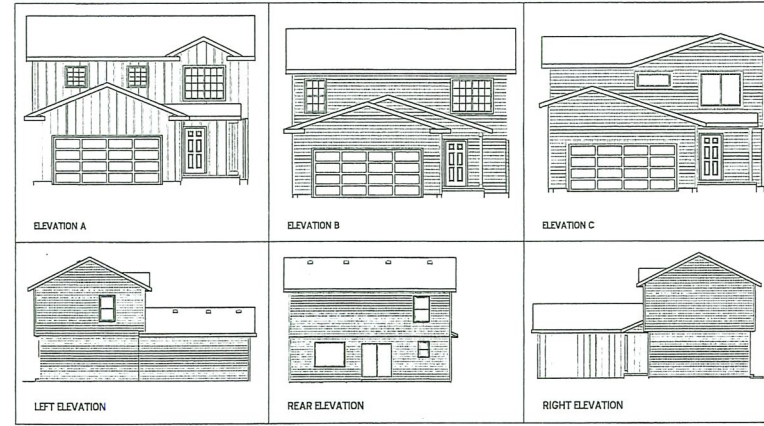 ELEVATION A
ELEVATION B
ELEVATION C
LEFT ELEVATION
REAR ELEVATION
RIGHT ELEVATION